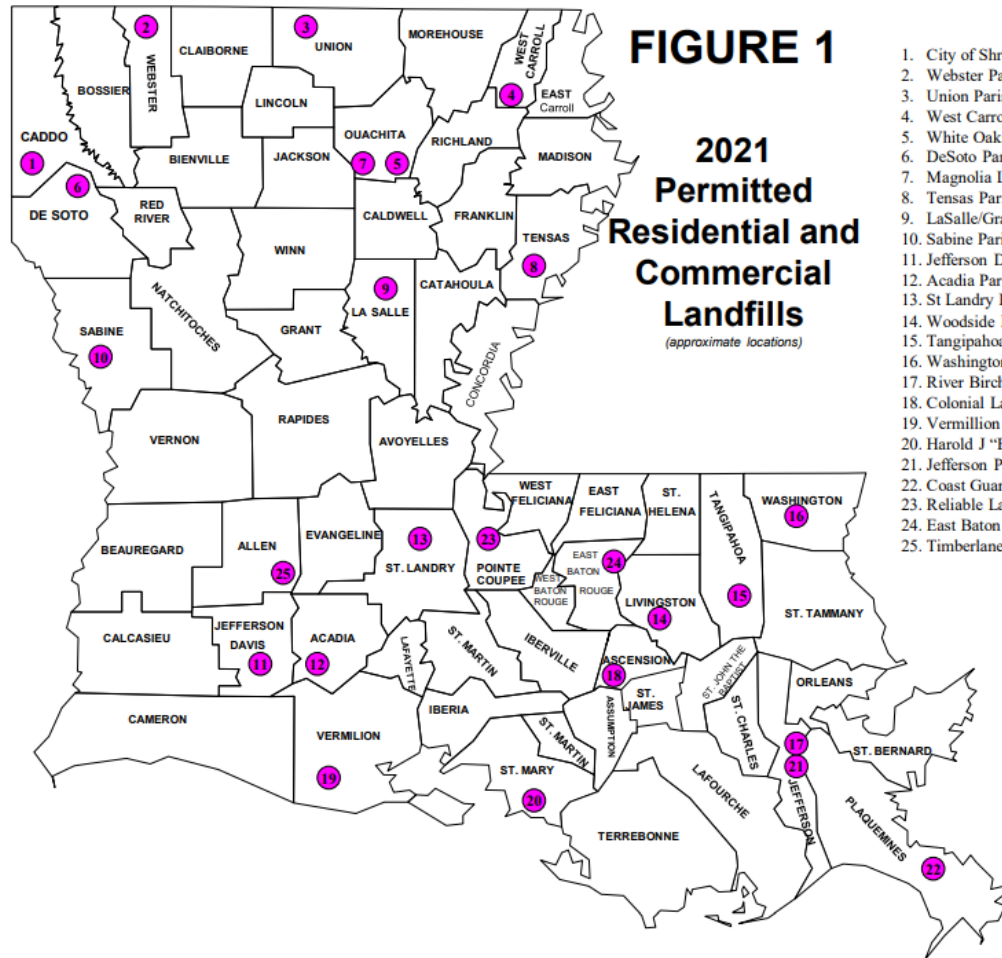 FIGURE 1
2021
Permitted
Residential and
Commercial
Landfills
(approximate locations)
1. City of Shr
2. Webster Pa
3. Union Paris
4. West Carro
5. White Oak
6. DeSoto Par
7. Magnolia L
8. Tensas Par
9. LaSalle/Gra
10. Sabine Pari
11. Jefferson D
12. Acadia Par
13. St Landry
14. Woodside
15. Tangipahoa
16. Washington
17. River Birch
18. Colonial La
19. Vermillion
20. Harold J “
21. Jefferson P
22. Coast Guar
23. Reliable La
24. East Baton
25. Timberlane
2
3
CLAIBORNE
UNION
MOREHOUSE
WEST
CARROLL
WEBSTER
BOSSIER
LINCOLN
4
EAST
Carroll
CADDO
1
OUACHITA
7
5
RICHLAND
MADISON
BIENVILLE
JACKSON
6
DE SOTO
RED
RIVER
CALDWELL
FRANKLIN
TENSAS
8
WINN
NATCHITOCHES
9
LA SALLE
CATAHOULA
SABINE
10
GRANT
CONCORDIA
VERNON
RAPIDES
AVOYELLES
WEST
FELICIANA
EAST
FELICIANA
ST.
HELENA
TANGIPAHOA
WASHINGTON
16
BEAUREGARD
ALLEN
25
EVANGELINE
13
ST. LANDRY
23
POINTE
COUPEE
WEST
BATON
ROUGE
EAST
BATON
ROUGE
24
LIVINGSTON
14
15
ST. TAMMANY
CALCASIEU
JEFFERSON
DAVIS
11
ACADIA
12
LAFAYETTE
ST. MARTIN
IBERVILLE
ASCENSION
18
ST.
JAMES
ST. JOHN THE
BAPTIST
ORLEANS
CAMERON
VERMILION
19
IBERIA
ST. MARTIN
ASSUMPTION
ST. CHARLES
17
21
JEFFERSON
ST. BERNARD
ST. MARY
20
LAFOURCHE
TERREBONNE
PLAQUEMINES
22